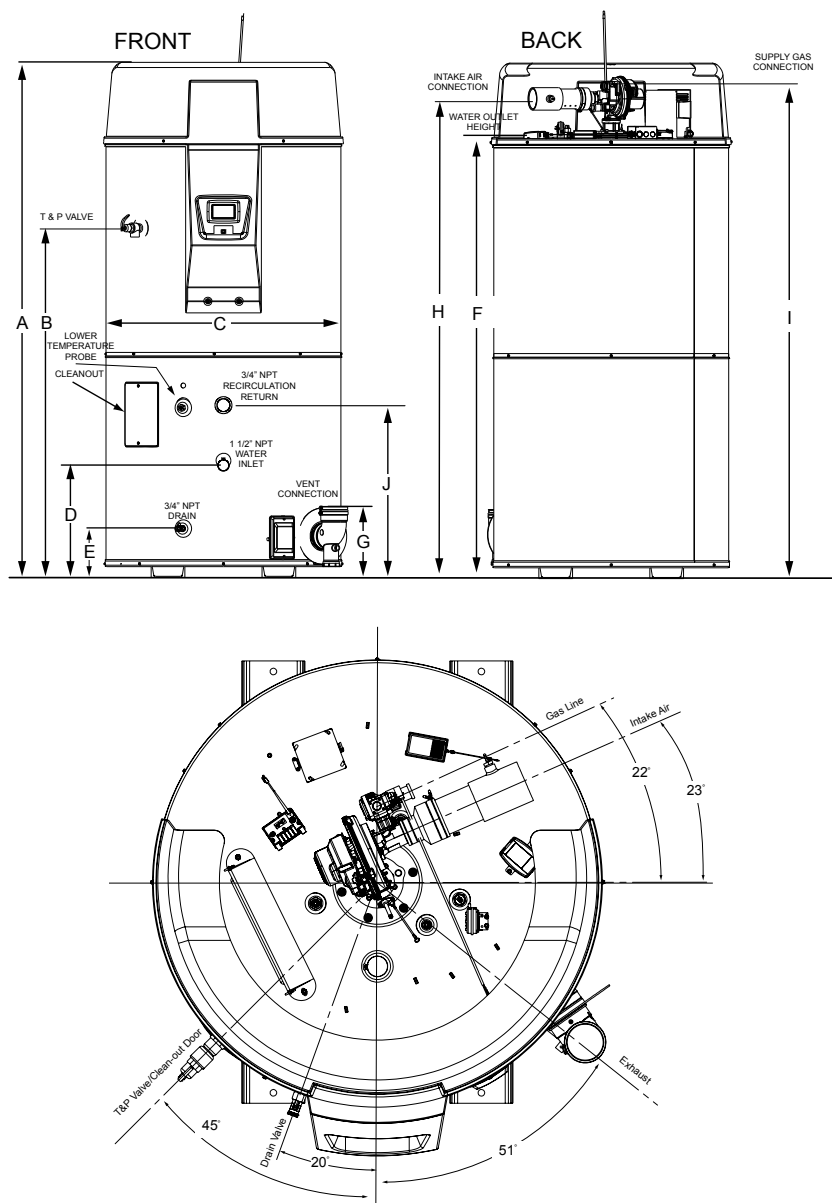 FRONT
BACK
INTAKE AIR
CONNECTION
SUPPLY GAS
CONNECTION
WATER OUTLET
HEIGHT
T & P VALVE
A
B
C
H
F
I
LOWER
TEMPERATURE
PROBE
CLEANOUT
3/4" NPT
RECIRCULATION
RETURN
1 1/2" NPT
WATER
INLET
J
D
VENT
CONNECTION
3/4" NPT
DRAIN
E
G
Gas Line
Intake Air
22°
23°
T&P Valve/Clean-out Door
Drain Valve
Exhaust
45°
20°
51°